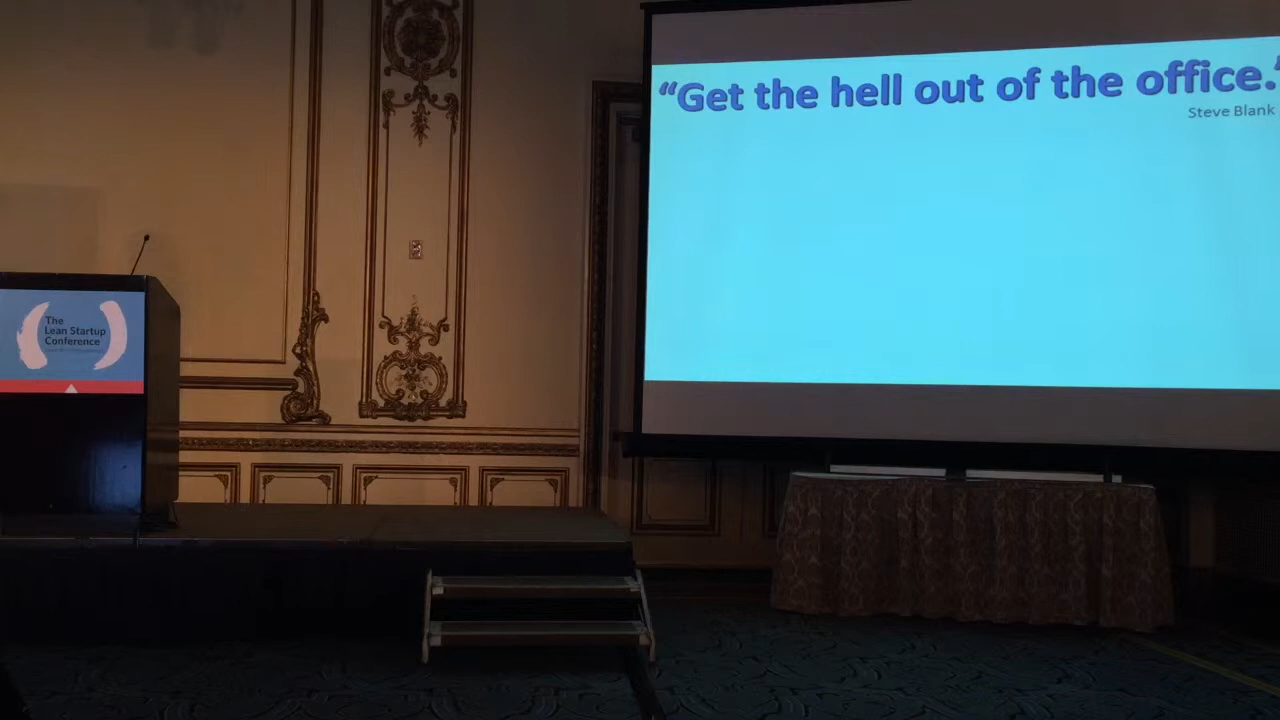 “Get the hell out of the office.”
Steve Blank
The
Lean Startup
Conference